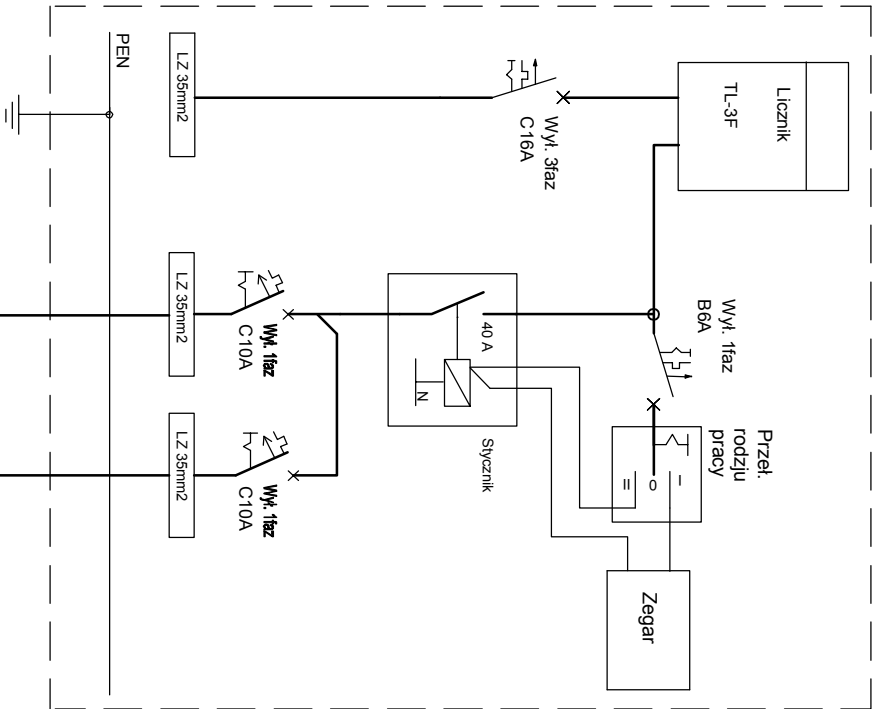 Licznik
TL-3F
Przeł.
rodzju
pracy
I
0
II
Wył. 1faz
B6A
Zegar
Wył. 3faz
C16A
40 A
N
Stycznik
Wył. 1faz
C10A
Wył. 1faz
C10A
LZ 35mm2
LZ 35mm2
LZ 35mm2
PEN